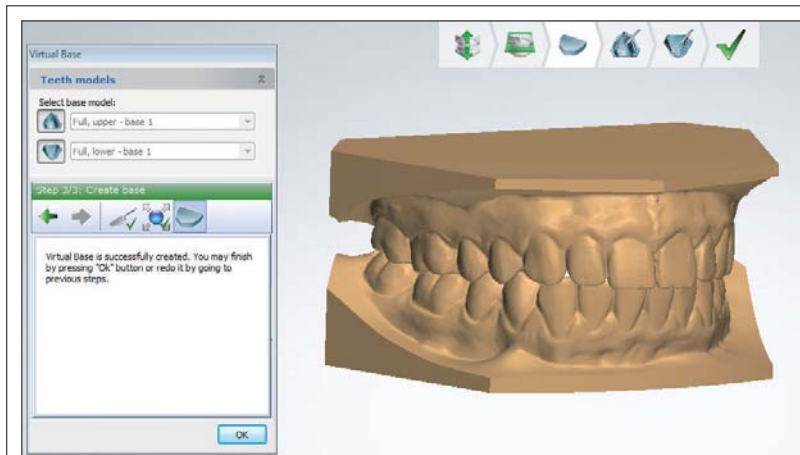 Virtual Base
Teeth models
Select base model:
Full, upper - base 1
Full, lower - base 1
Step 3/3: Create base
Virtual Base is successfully created. You may finish
by pressing "Ok" button or redo it by going to
previous steps.
OK